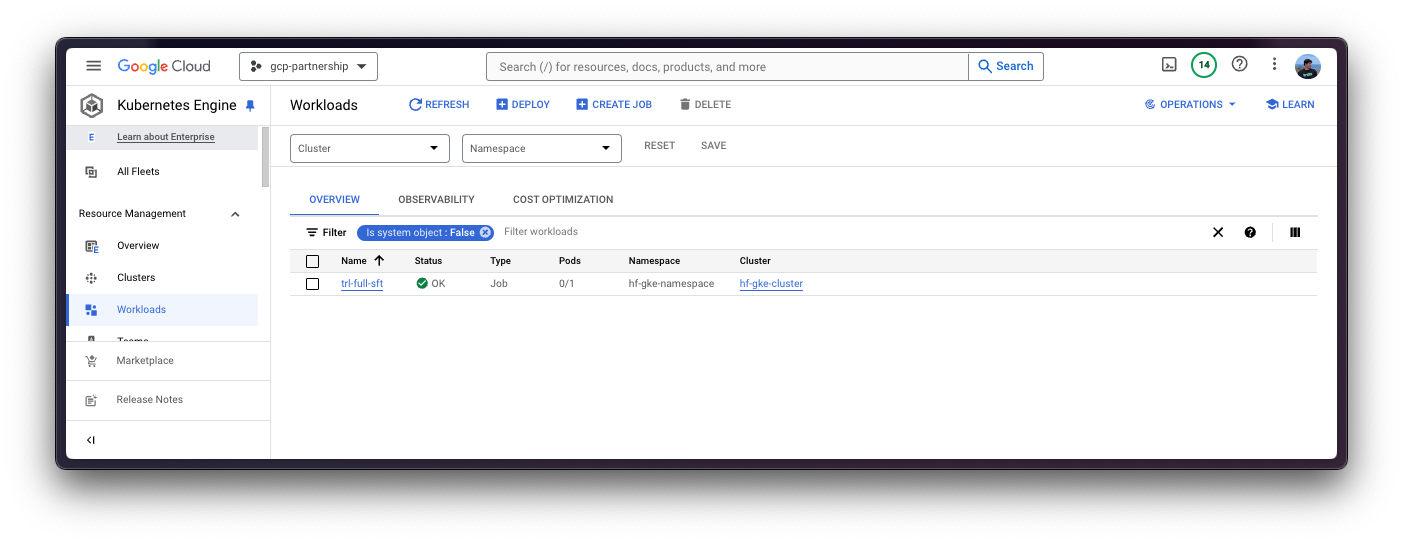 Google Cloud
gcp-partnership
Search (/) for resources, docs, products, and more
Search
14
Kubernetes Engine
Workloads
REFRESH
DEPLOY
CREATE JOB
DELETE
OPERATIONS
LEARN
E
Learn about Enterprise
All Fleets
Resource Management
Overview
Clusters
Workloads
Teams
Marketplace
Release Notes
Cluster
Namespace
RESET
SAVE
OVERVIEW
OBSERVABILITY
COST OPTIMIZATION
Filter
Is system object : False
Filter workloads
Name Status Type Pods Namespace Cluster
trl-full-sft OK Job 0/1 hf-gke-namespace hf-gke-cluster